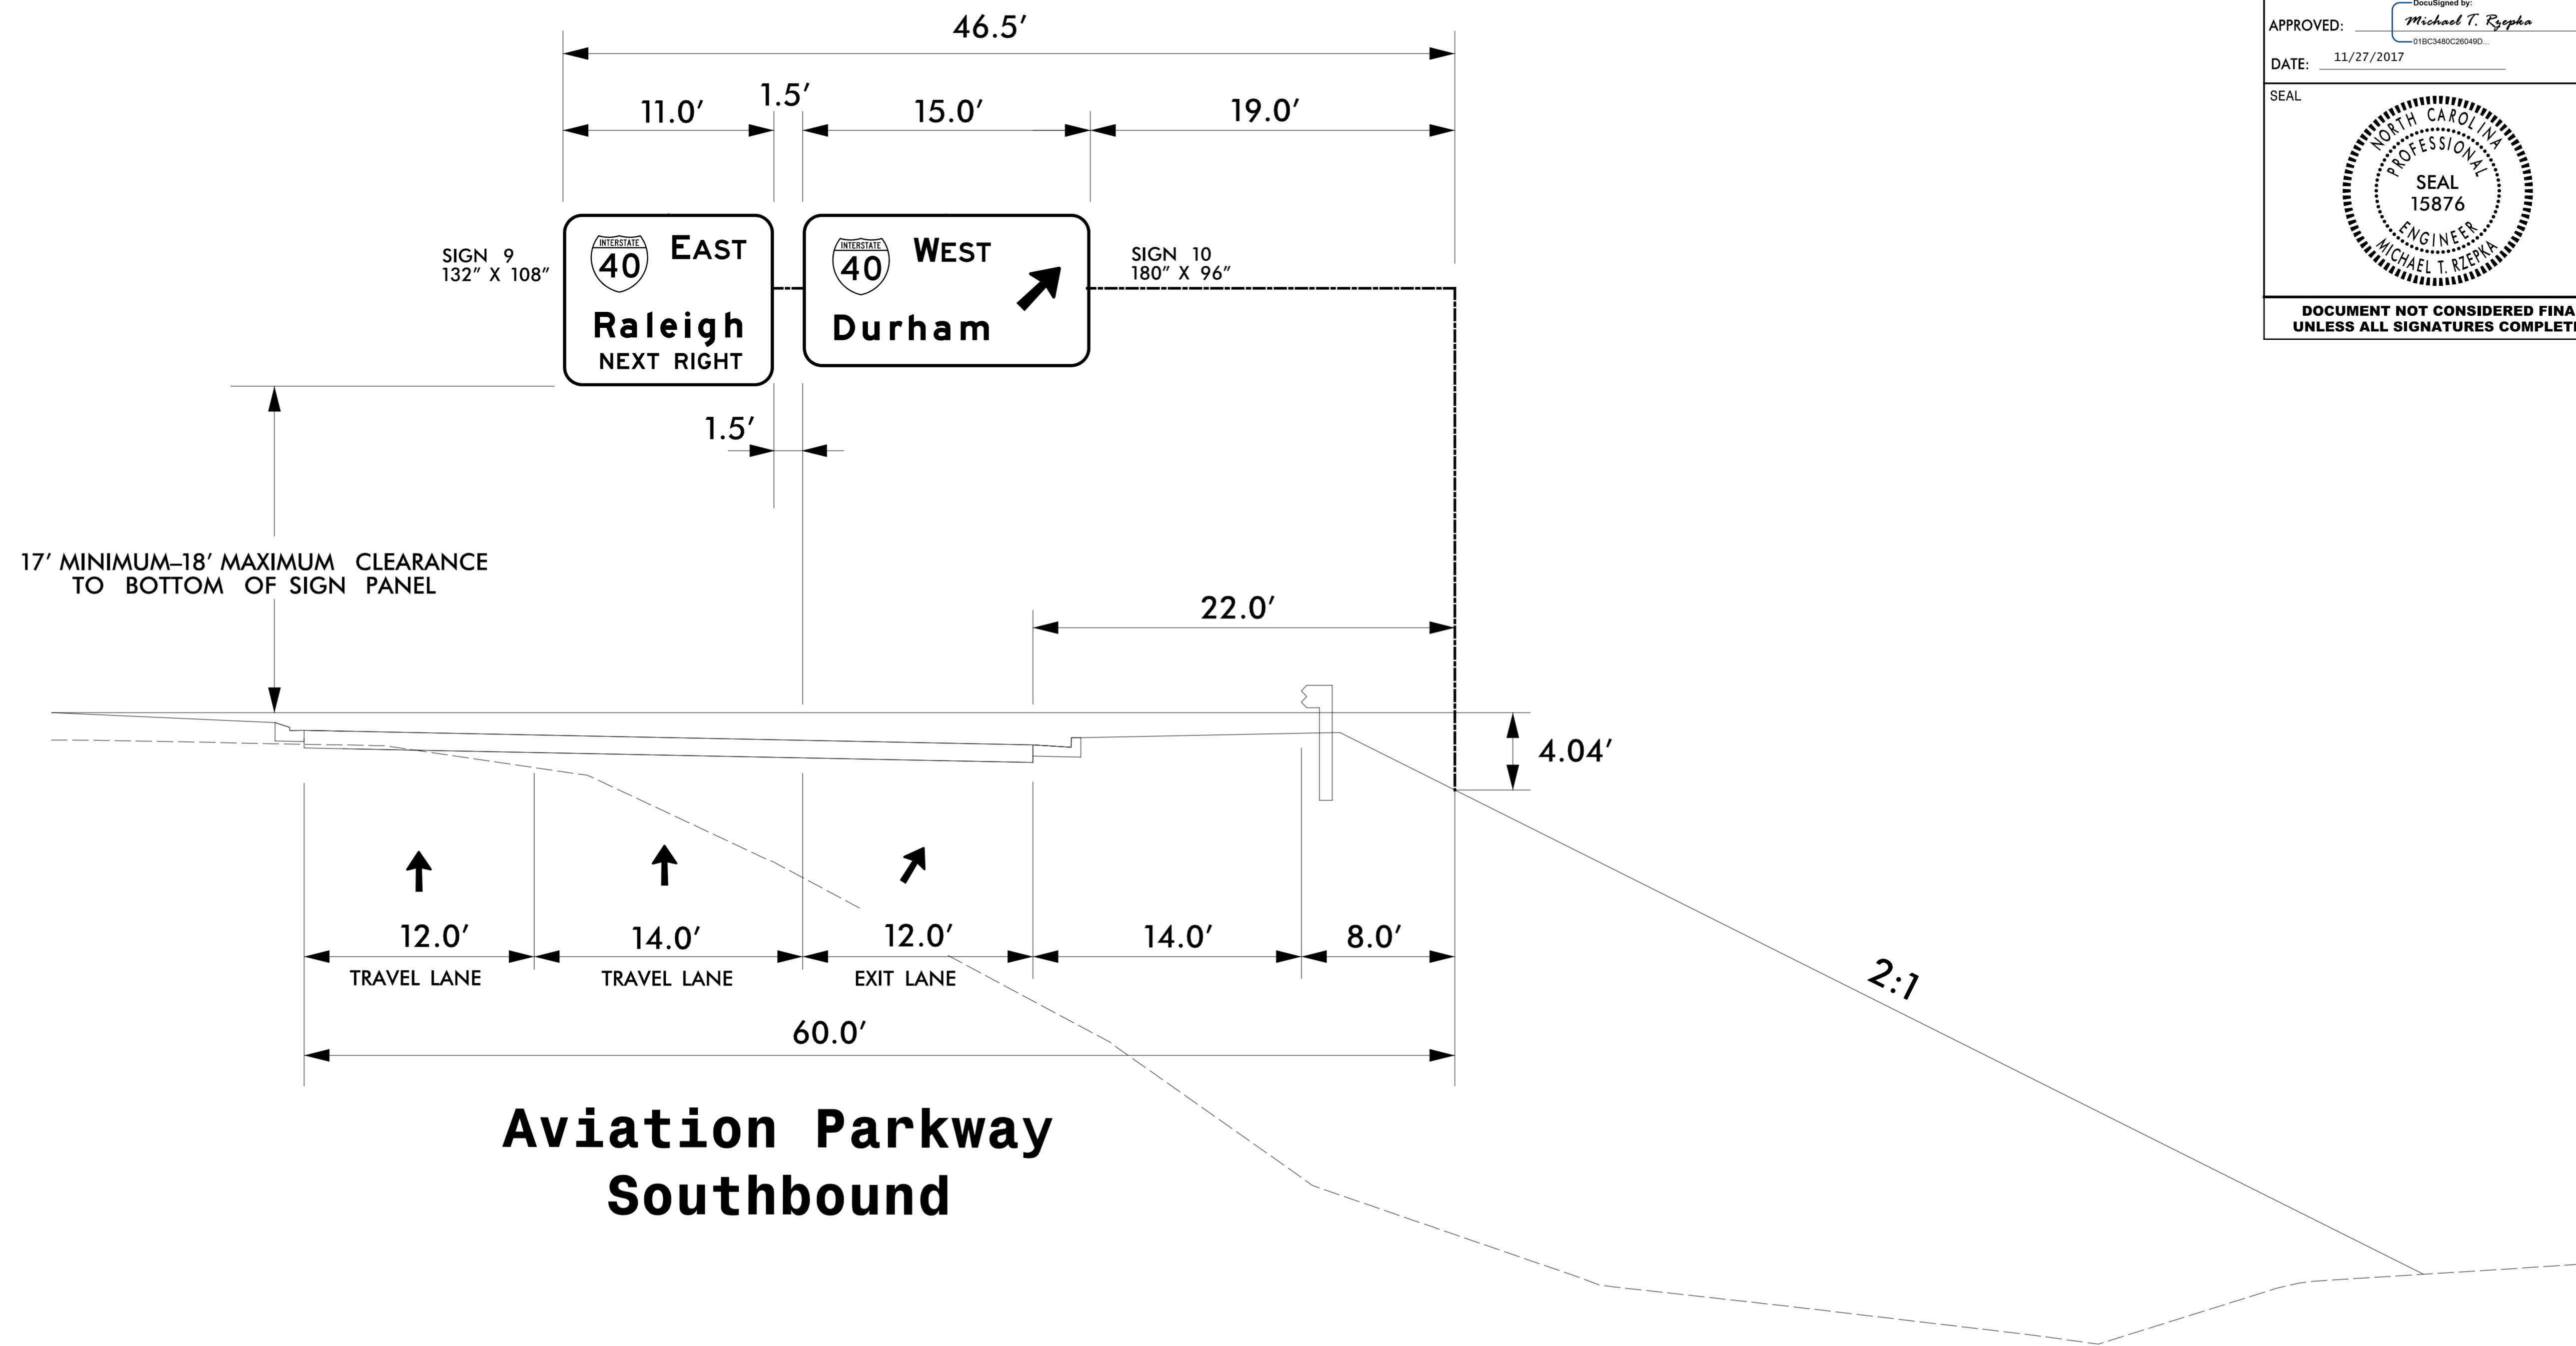 DocuSigned by:
APPROVED: Michael T. Rzepka
01BC3480C26049D...
DATE: 11/27/2017
SEAL
NORTH CAROLINA
PROFESSIONAL
SEAL
15876
ENGINEER
MICHAEL T. RZEPKA
DOCUMENT NOT CONSIDERED FINA
UNLESS ALL SIGNATURES COMPLET
46.5′
11.0′ 1.5′ 15.0′ 19.0′
SIGN 9
132″ X 108″
INTERSTATE
40 EAST
Raleigh
NEXT RIGHT
INTERSTATE
40 WEST
Durham
SIGN 10
180″ X 96″
1.5′
17′ MINIMUM–18′ MAXIMUM CLEARANCE
TO BOTTOM OF SIGN PANEL
22.0′
4.04′
12.0′ 14.0′ 12.0′ 14.0′ 8.0′
TRAVEL LANE TRAVEL LANE EXIT LANE
2:1
60.0′
Aviation Parkway
Southbound